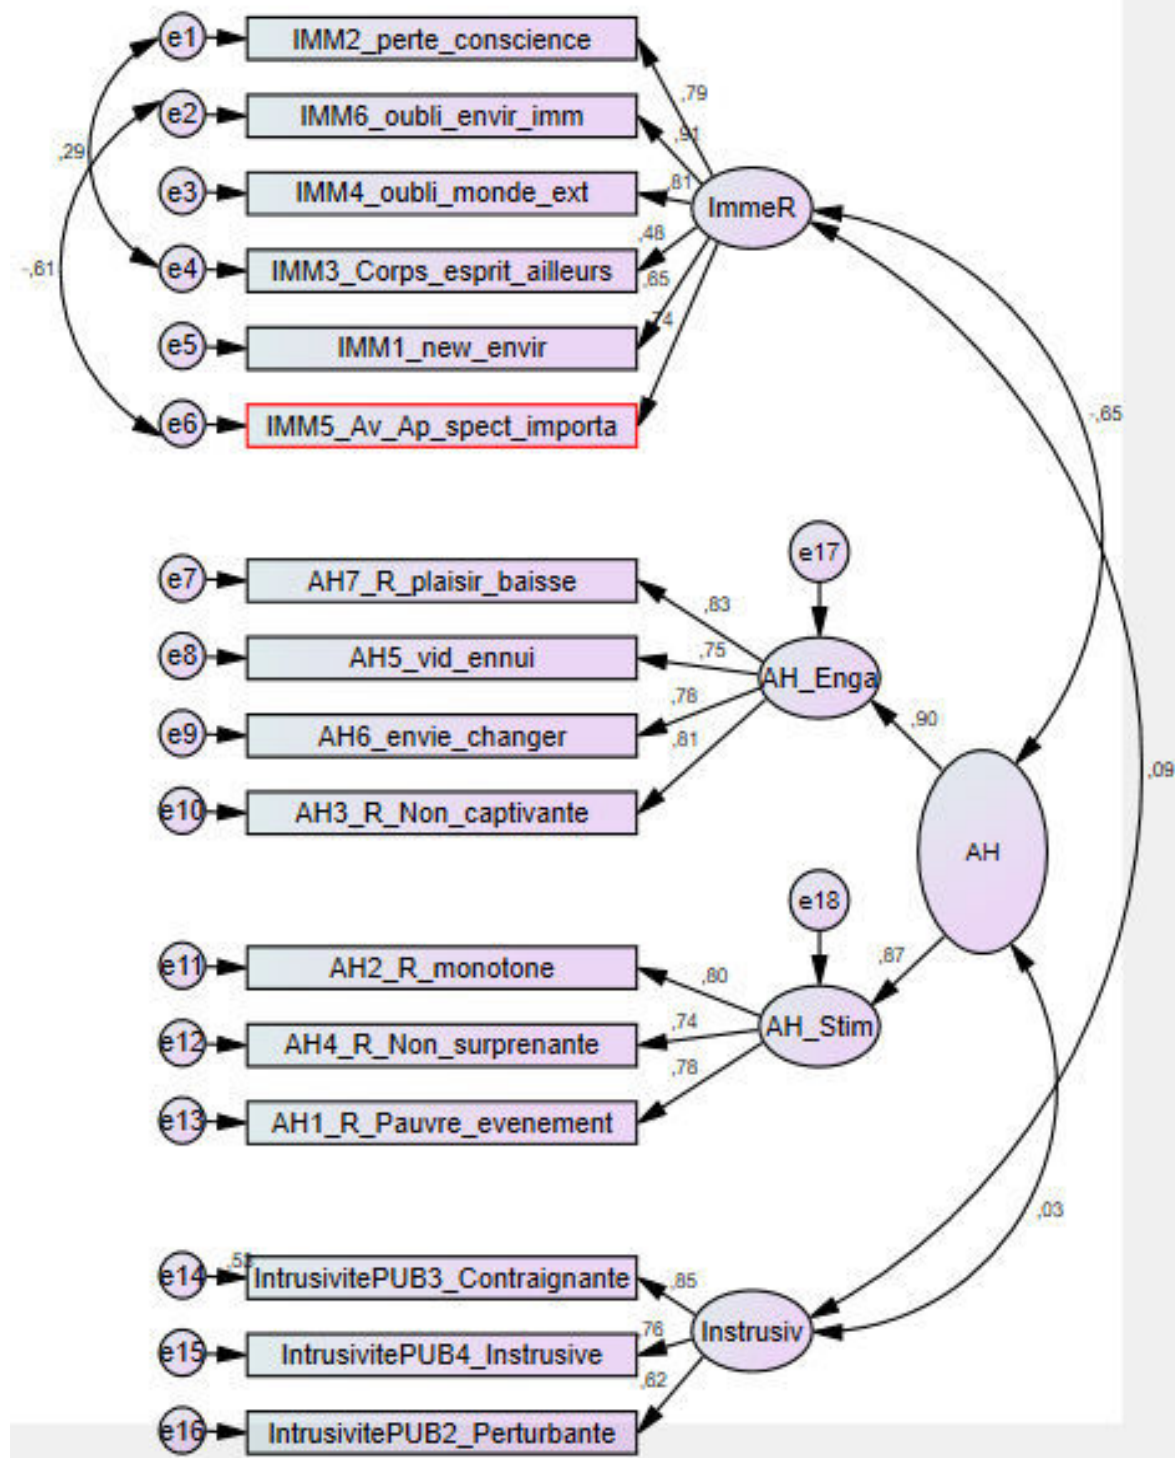 e1 IMM2_perte_conscience
,79
e2 IMM6_oubli_envir_imm
,91
,29
e3 IMM4_oubli_monde_ext
,81
ImmeR
,48
-,61
e4 IMM3_Corps_esprit_ailleurs
,65
,74
e5 IMM1_new_envir
e6 IMM5_Av_Ap_spect_importa
-,65
e17
e7 AH7_R_plaisir_baisse
,83
e8 AH5_vid_ennui
,75
AH_Enga
,78
,90
e9 AH6_envie_changer
,81
,09
e10 AH3_R_Non_captivante
AH
e18
,87
e11 AH2_R_monotone
,80
,74
AH_Stim
e12 AH4_R_Non_surprenante
,78
e13 AH1_R_Pauvre_evenement
,03
e14 IntrusivitePUB3_Contraignante
,85
,76
Instrusiv
e15 IntrusivitePUB4_Instrusive
,62
e16 IntrusivitePUB2_Perturbante